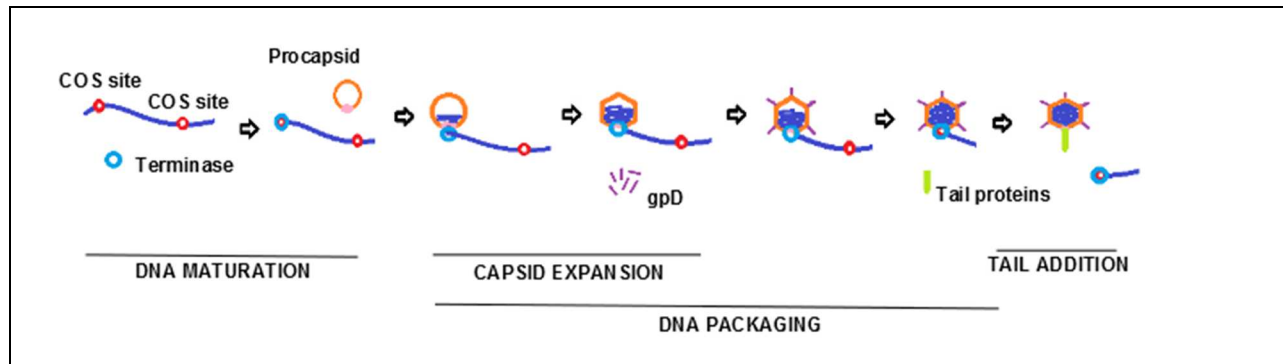 COS site
COS site
Terminase
Procapsid
gpD
Tail proteins
DNA MATURATION
CAPSID EXPANSION
TAIL ADDITION
DNA PACKAGING